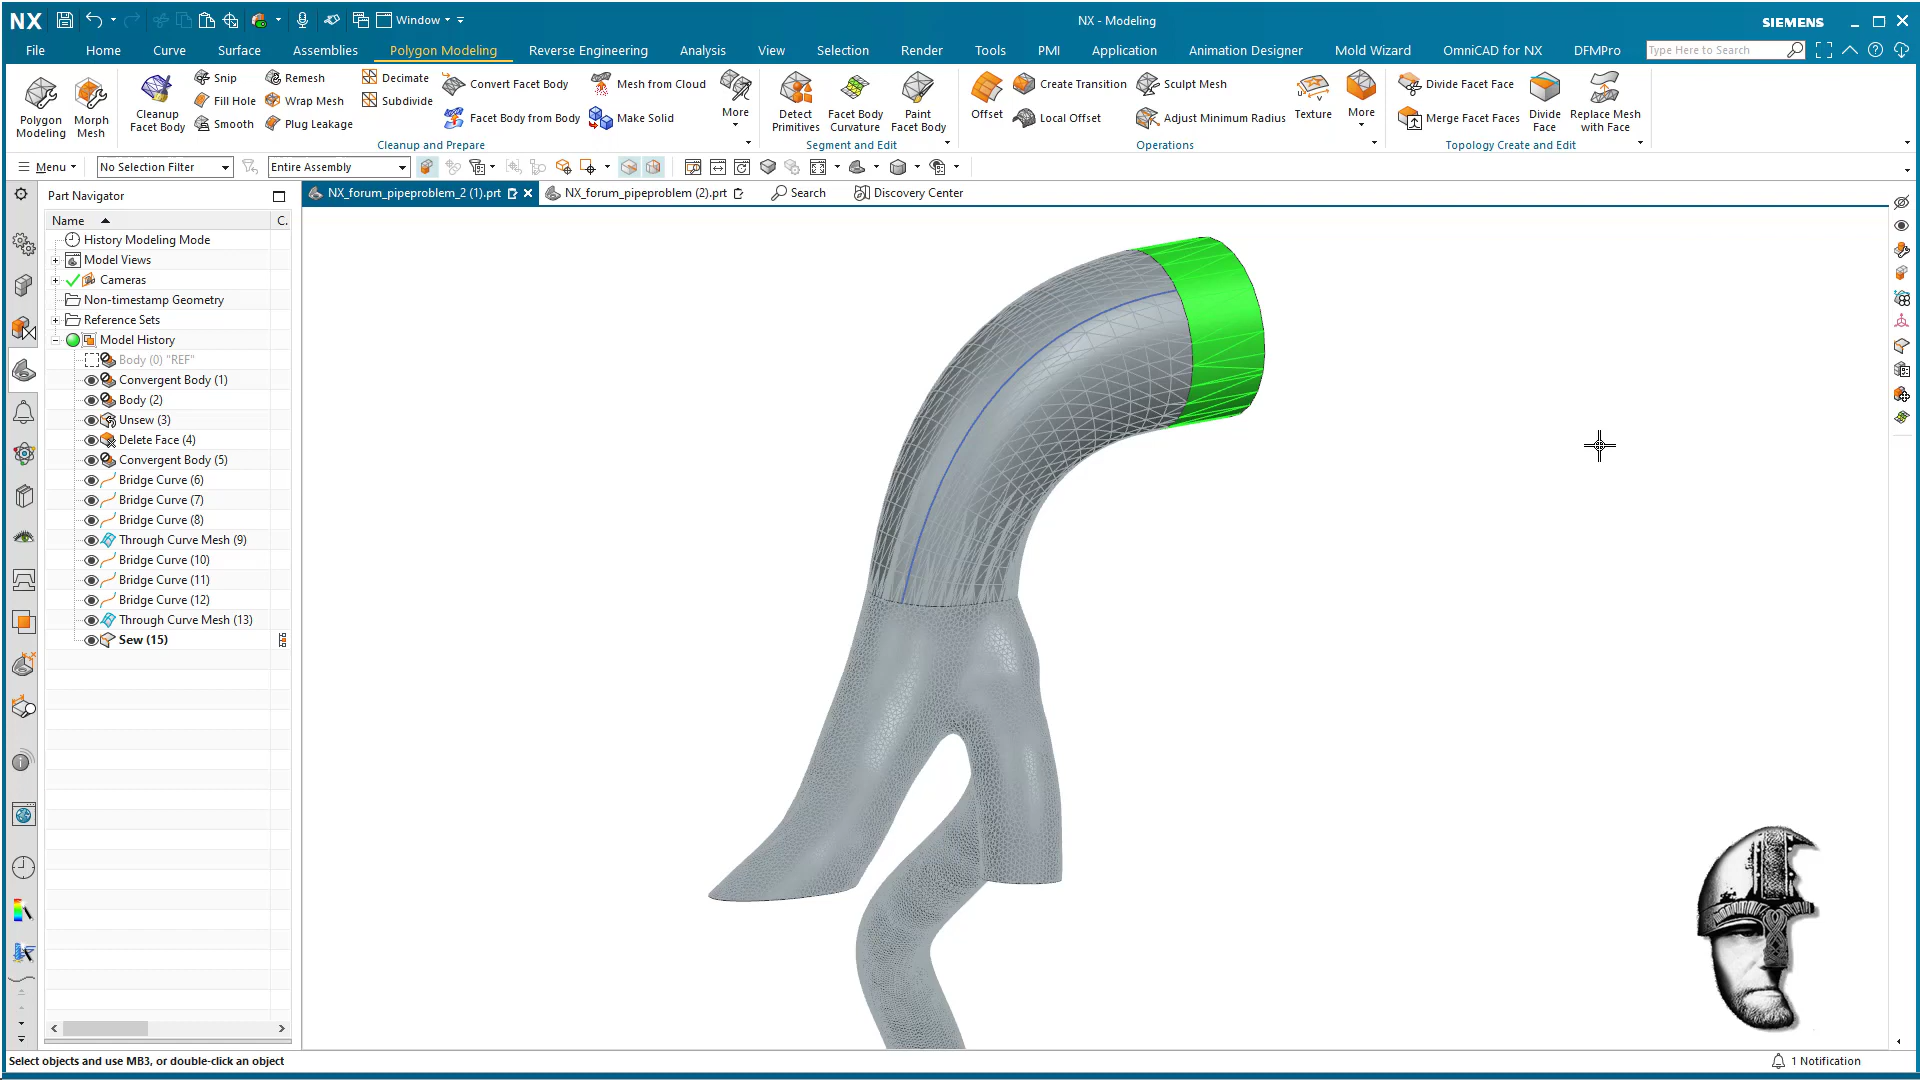 NX
Window
NX - Modeling
SIEMENS
File Home Curve Surface Assemblies Polygon Modeling Reverse Engineering Analysis View Selection Render Tools PMI Application Animation Designer Mold Wizard OmniCAD for NX DFMPro Type Here to Search
Polygon Modeling
Morph Mesh
Cleanup Facet Body
Snip
Fill Hole
Smooth
Remesh
Wrap Mesh
Plug Leakage
Decimate
Subdivide
Convert Facet Body
Facet Body from Body
Mesh from Cloud
Make Solid
More
Cleanup and Prepare
Detect Primitives
Facet Body Curvature
Paint Facet Body
Segment and Edit
Offset
Create Transition
Local Offset
Sculpt Mesh
Adjust Minimum Radius
Texture
More
Operations
Divide Facet Face
Merge Facet Faces
Divide Face
Replace Mesh with Face
Topology Create and Edit
Menu
No Selection Filter
Entire Assembly
Part Navigator
NX_forum_pipeproblem_2 (1).prt
NX_forum_pipeproblem (2).prt
Search
Discovery Center
Name
C.
History Modeling Mode
Model Views
Cameras
Non-timestamp Geometry
Reference Sets
Model History
Body (0) "REF"
Convergent Body (1)
Body (2)
Unsew (3)
Delete Face (4)
Convergent Body (5)
Bridge Curve (6)
Bridge Curve (7)
Bridge Curve (8)
Through Curve Mesh (9)
Bridge Curve (10)
Bridge Curve (11)
Bridge Curve (12)
Through Curve Mesh (13)
Sew (15)
Select objects and use MB3, or double-click an object
1 Notification